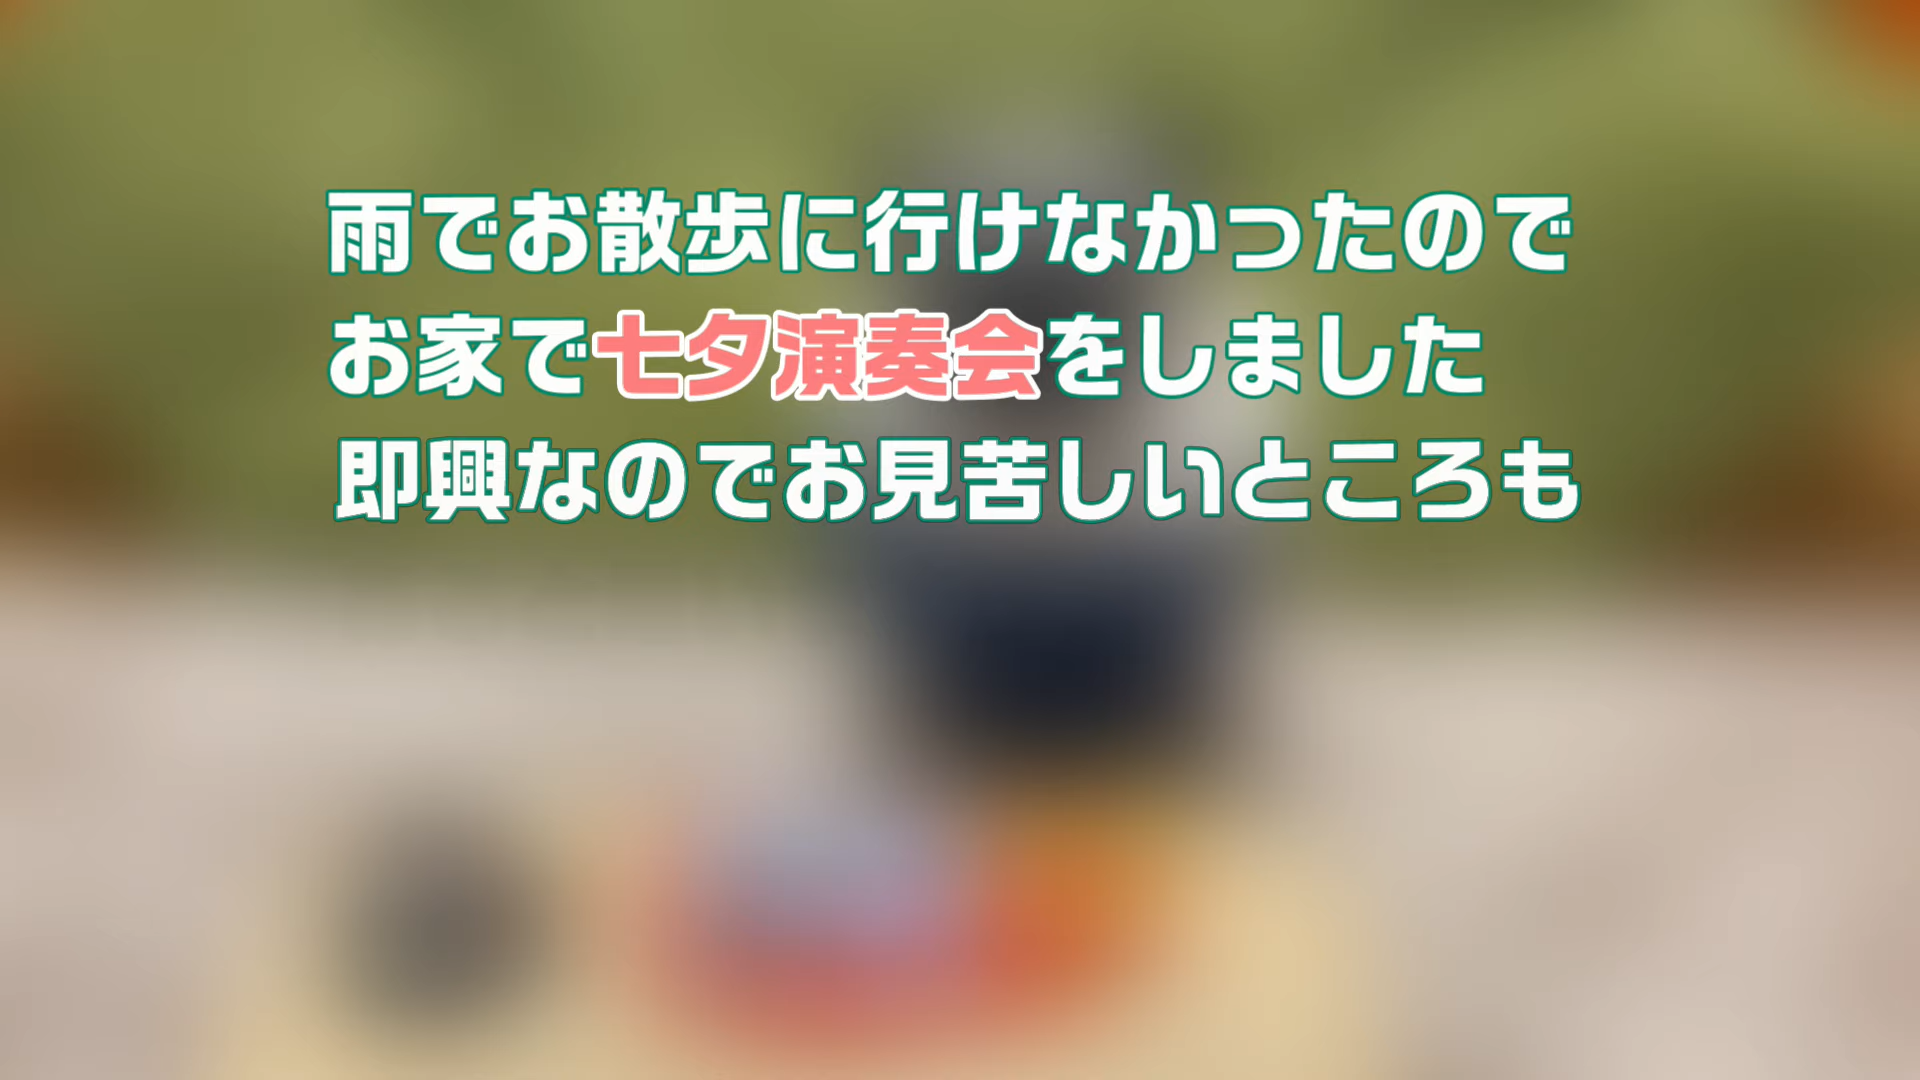 雨でお散歩に行けなかったので
お家で七夕演奏会をしました
即興なのでお見苦しいところも